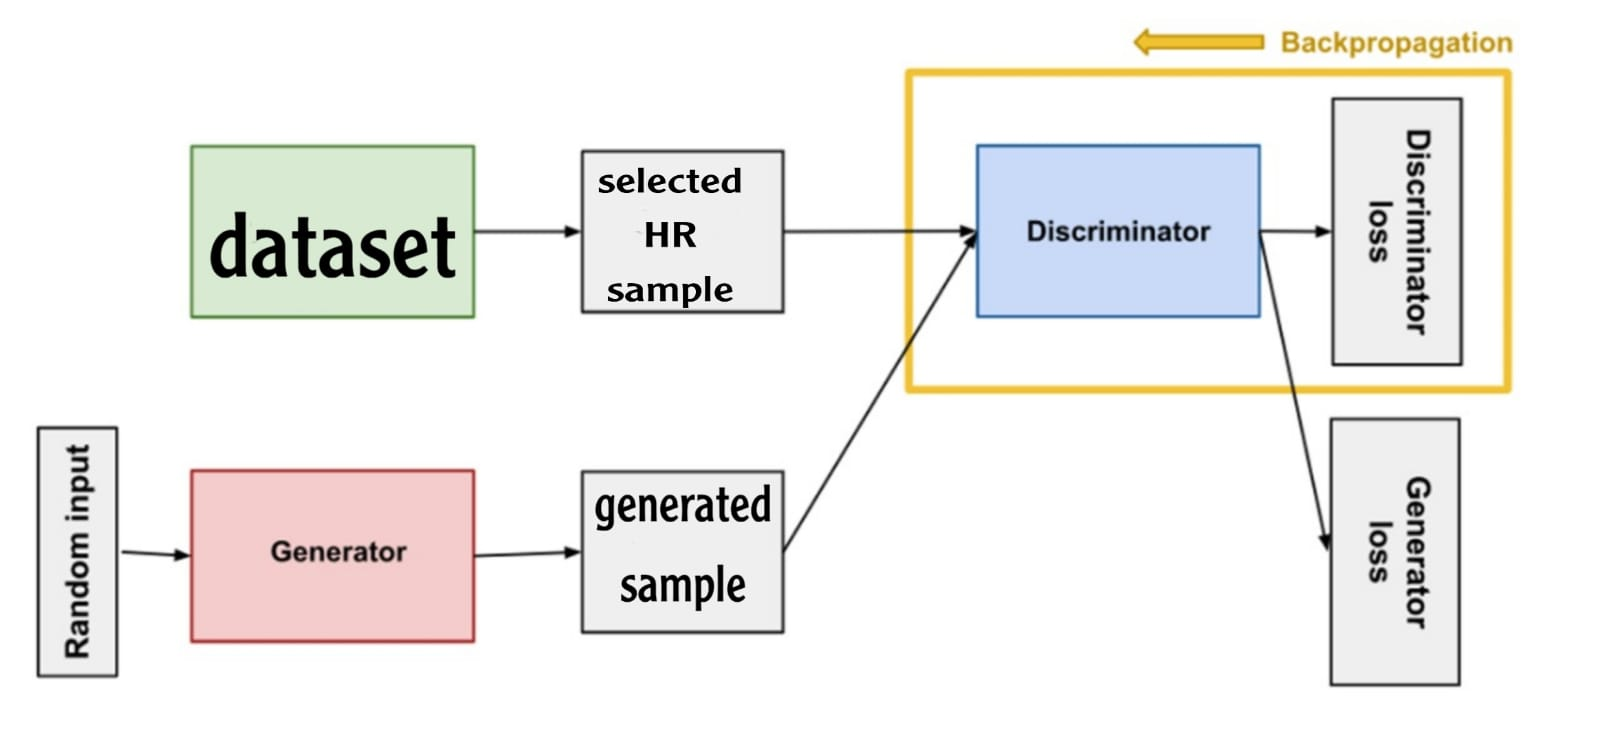 Backpropagation
dataset
selected
HR
sample
Discriminator
Discriminator
loss
Random input
Generator
generated
sample
Generator
loss